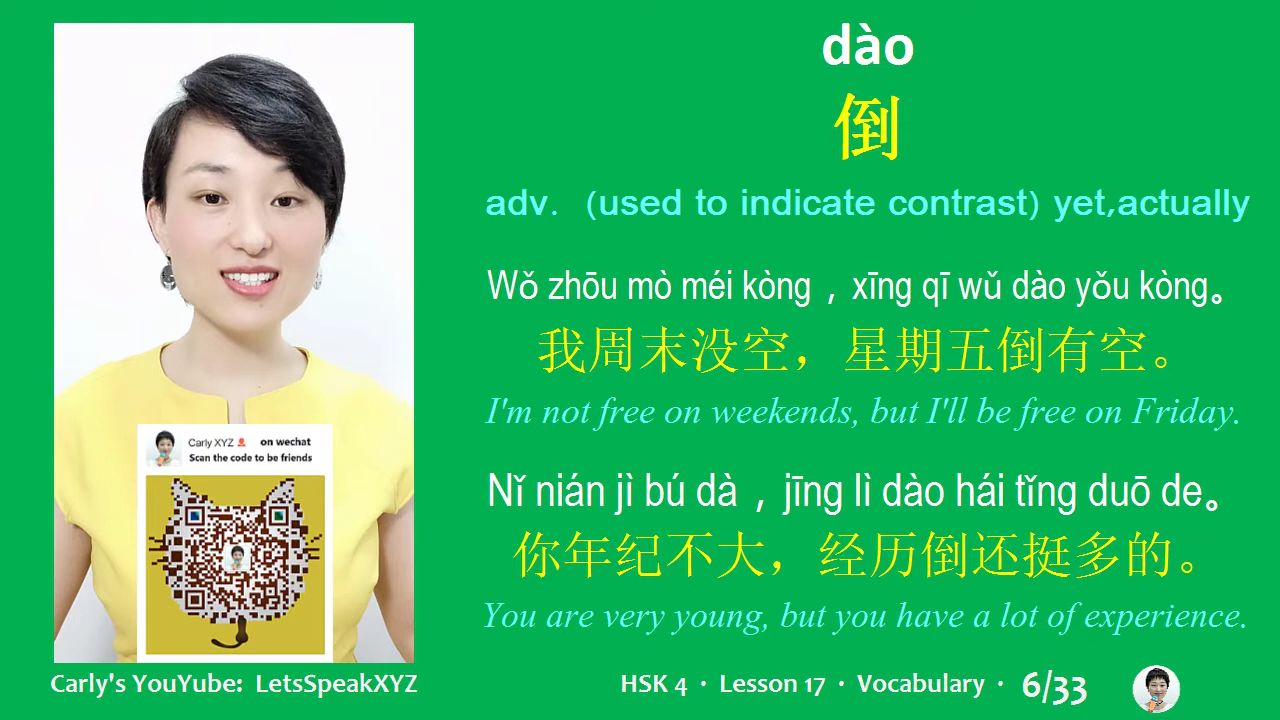 dào
倒
adv. (used to indicate contrast) yet,actually
Wǒ zhōu mò méi kòng，xīng qī wǔ dào yǒu kòng。
我周末没空，星期五倒有空。
I'm not free on weekends, but I'll be free on Friday.
Nǐ nián jì bú dà，jīng lì dào hái tǐng duō de。
你年纪不大，经历倒还挺多的。
You are very young, but you have a lot of experience.
Carly XYZ on wechat
Scan the code to be friends
Carly's YouYube: LetsSpeakXYZ
HSK 4 · Lesson 17 · Vocabulary · 6/33